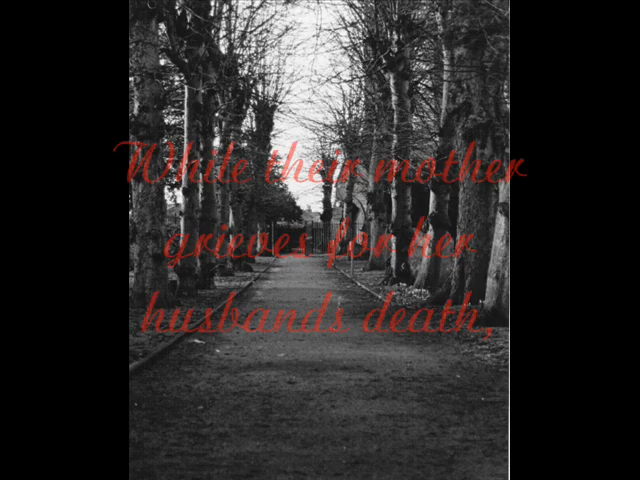 While their mother
grieves for her
husbands death,